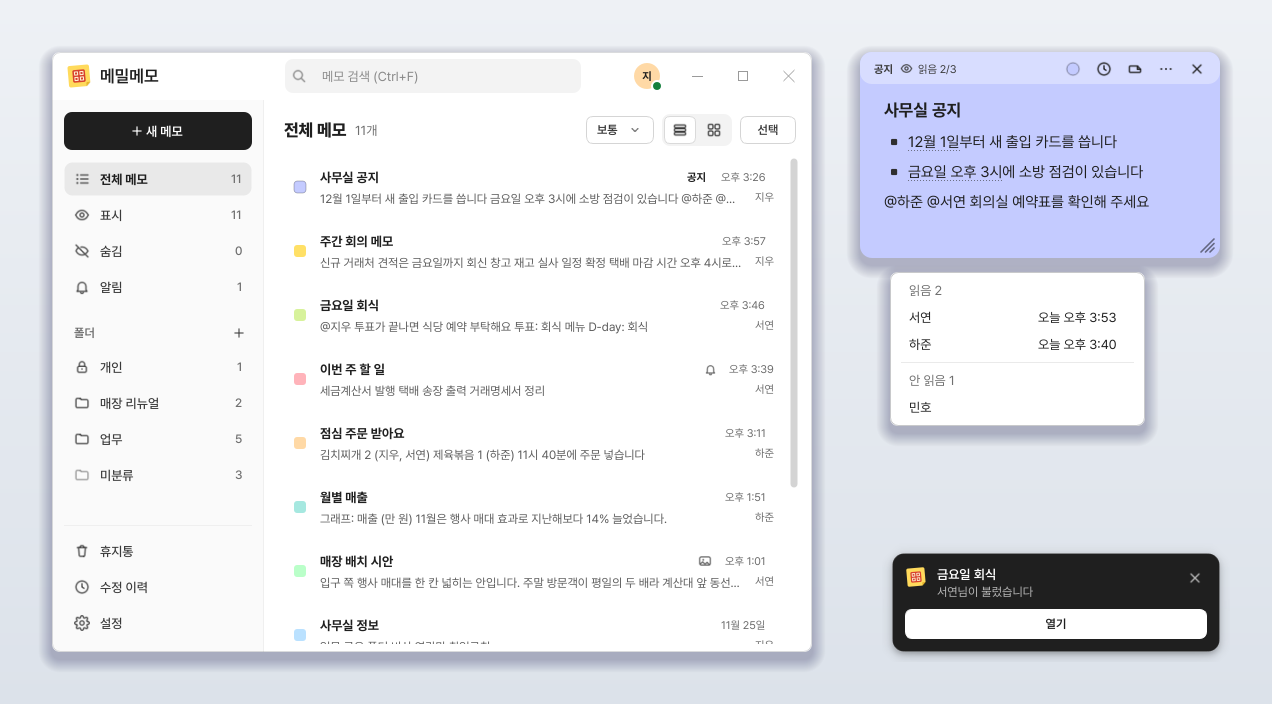 메밀메모
메모 검색 (Ctrl+F)
지
+ 새 메모
전체 메모 11
표시 11
숨김 0
알림 1
폴더 +
개인 1
매장 리뉴얼 2
업무 5
미분류 3
휴지통
수정 이력
설정
전체 메모 11개
보통
선택
사무실 공지 공지 오후 3:26
12월 1일부터 새 출입 카드를 씁니다 금요일 오후 3시에 소방 점검이 있습니다 @하준 @... 지우
주간 회의 메모 오후 3:57
신규 거래처 견적은 금요일까지 회신 창고 재고 실사 일정 확정 택배 마감 시간 오후 4시로... 지우
금요일 회식 오후 3:46
@지우 투표가 끝나면 식당 예약 부탁해요 투표: 회식 메뉴 D-day: 회식 서연
이번 주 할 일 오후 3:39
세금계산서 발행 택배 송장 출력 거래명세서 정리 서연
점심 주문 받아요 오후 3:11
김치찌개 2 (지우, 서연) 제육볶음 1 (하준) 11시 40분에 주문 넣습니다 하준
월별 매출 오후 1:51
그래프: 매출 (만 원) 11월은 행사 매대 효과로 지난해보다 14% 늘었습니다. 하준
매장 배치 시안 오후 1:01
입구 쪽 행사 매대를 한 칸 넓히는 안입니다. 주말 방문객이 평일의 두 배라 계산대 앞 동선... 서연
사무실 정보 11월 25일
공지 읽음 2/3
사무실 공지
12월 1일부터 새 출입 카드를 씁니다
금요일 오후 3시에 소방 점검이 있습니다
@하준 @서연 회의실 예약표를 확인해 주세요
읽음 2
서연 오늘 오후 3:53
하준 오늘 오후 3:40
안 읽음 1
민호
금요일 회식
서연님이 불렀습니다
열기